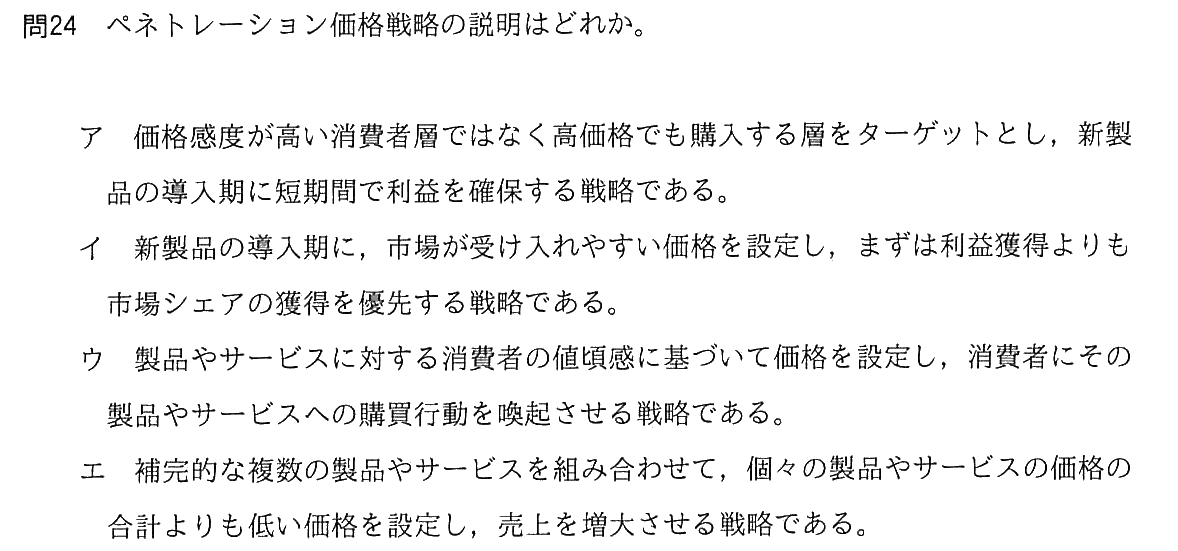 問24 ペネトレーション価格戦略の説明はどれか。
ア 価格感度が高い消費者層ではなく高価格でも購入する層をターゲットとし，新製
品の導入期に短期間で利益を確保する戦略である。
イ 新製品の導入期に，市場が受け入れやすい価格を設定し，まずは利益獲得よりも
市場シェアの獲得を優先する戦略である。
ウ 製品やサービスに対する消費者の値頃感に基づいて価格を設定し，消費者にその
製品やサービスへの購買行動を喚起させる戦略である。
エ 補完的な複数の製品やサービスを組み合わせて，個々の製品やサービスの価格の
合計よりも低い価格を設定し，売上を増大させる戦略である。